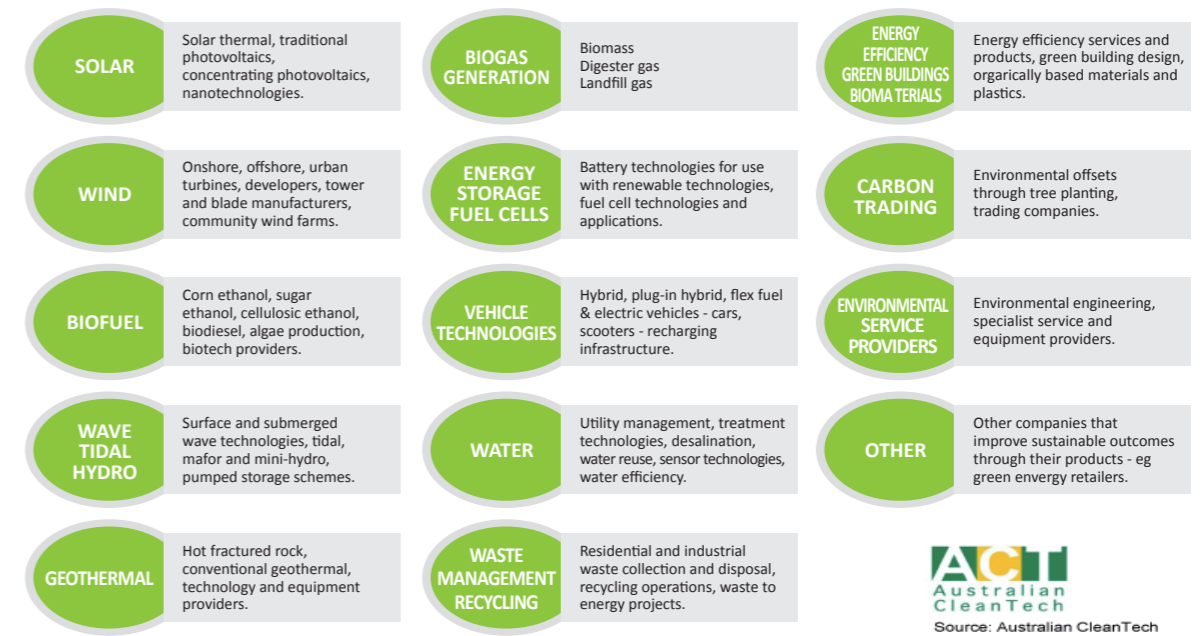 SOLAR
Solar thermal, traditional
photovoltaics,
concentrating photovoltaics,
nanotechnologies.
WIND
Onshore, offshore, urban
turbines, developers, tower
and blade manufacturers,
community wind farms.
BIOFUEL
Corn ethanol, sugar
ethanol, cellulosic ethanol,
biodiesel, algae production,
biotech providers.
WAVE
TIDAL
HYDRO
Surface and submerged
wave technologies, tidal,
mafor and mini-hydro,
pumped storage schemes.
GEOTHERMAL
Hot fractured rock,
conventional geothermal,
technology and equipment
providers.
BIOGAS
GENERATION
Biomass
Digester gas
Landfill gas
ENERGY
STORAGE
FUEL CELLS
Battery technologies for use
with renewable technologies,
fuel cell technologies and
applications.
VEHICLE
TECHNOLOGIES
Hybrid, plug-in hybrid, flex fuel
& electric vehicles - cars,
scooters - recharging
infrastructure.
WATER
Utility management, treatment
technologies, desalination,
water reuse, sensor technologies,
water efficiency.
WASTE
MANAGEMENT
RECYCLING
Residential and industrial
waste collection and disposal,
recycling operations, waste to
energy projects.
ENERGY
EFFICIENCY
GREEN BUILDINGS
BIOMA TERIALS
Energy efficiency services and
products, green building design,
orgarically based materials and
plastics.
CARBON
TRADING
Environmental offsets
through tree planting,
trading companies.
ENVIRONMENTAL
SERVICE
PROVIDERS
Environmental engineering,
specialist service and
equipment providers.
OTHER
Other companies that
improve sustainable outcomes
through their products - eg
green envergy retailers.
ACT
Australian
CleanTech
Source: Australian CleanTech